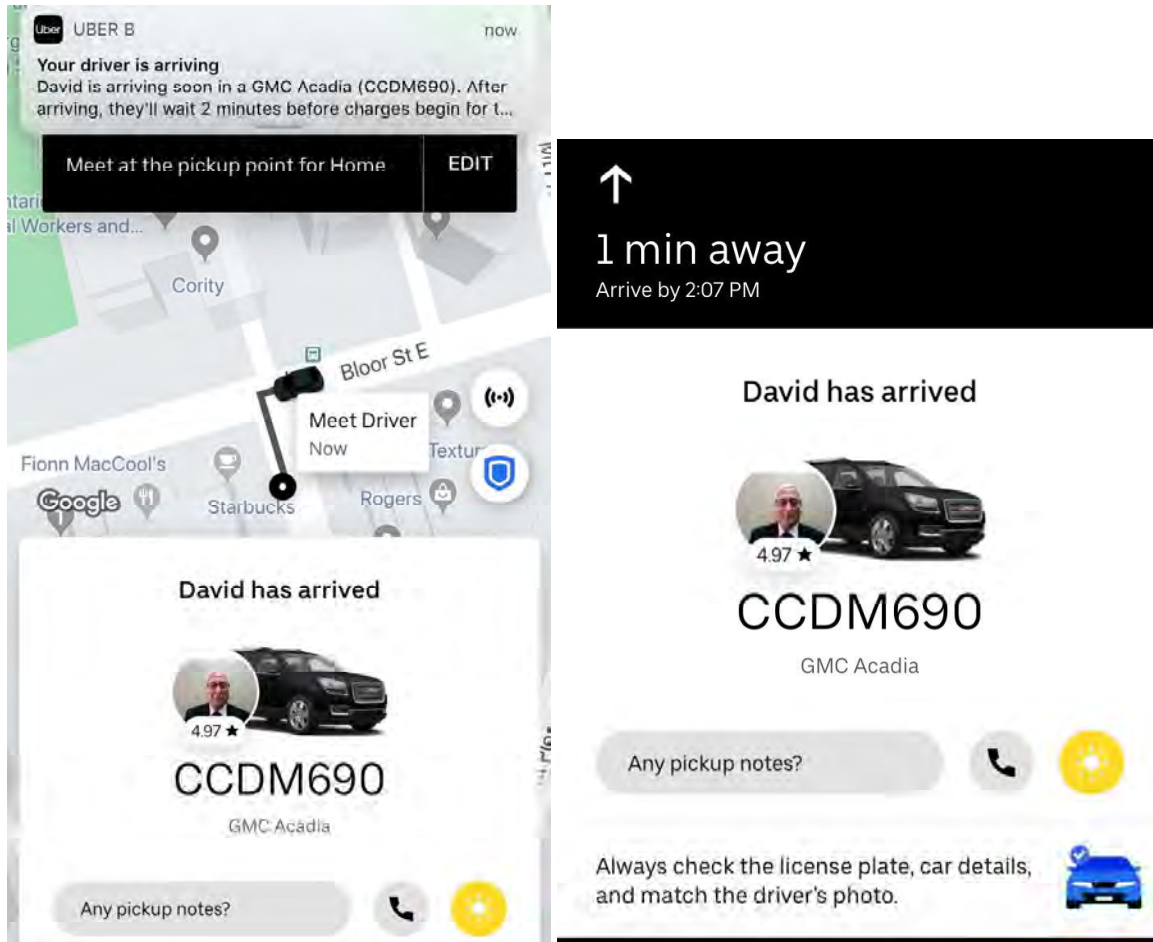 Uber UBER B now
Your driver is arriving
David is arriving soon in a GMC Acadia (CCDM690). After
arriving, they'll wait 2 minutes before charges begin for t...
Meet at the pickup point for Home EDIT
al Workers and...
Cority
Bloor St E
Meet Driver
Now
Fionn MacCool's
Google
Starbucks
Rogers
David has arrived
4.97 ★
CCDM690
GMC Acadia
Any pickup notes?
↑
1 min away
Arrive by 2:07 PM
David has arrived
4.97 ★
CCDM690
GMC Acadia
Any pickup notes?
Always check the license plate, car details,
and match the driver's photo.